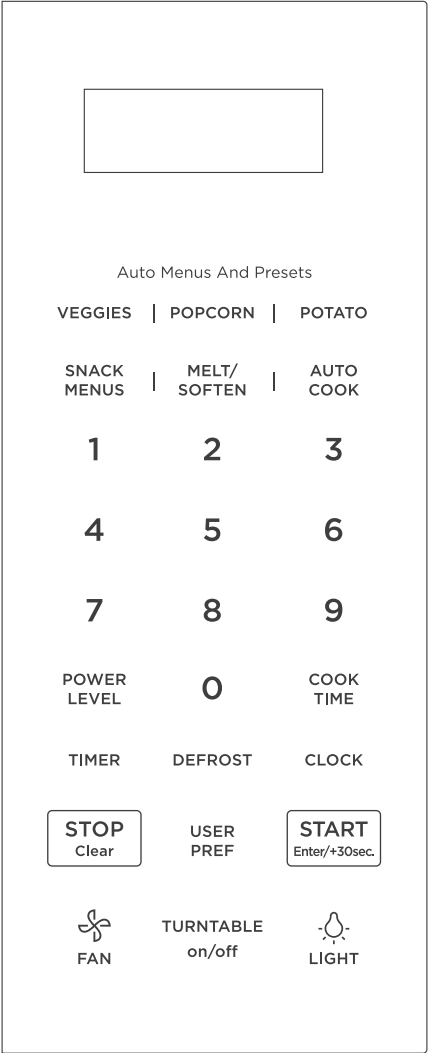 Auto Menus And Presets
VEGGIES | POPCORN | POTATO
SNACK MENUS | MELT/ SOFTEN | AUTO COOK
1 2 3
4 5 6
7 8 9
POWER LEVEL 0 COOK TIME
TIMER DEFROST CLOCK
STOP Clear USER PREF START Enter/+30sec.
FAN TURNTABLE on/off LIGHT